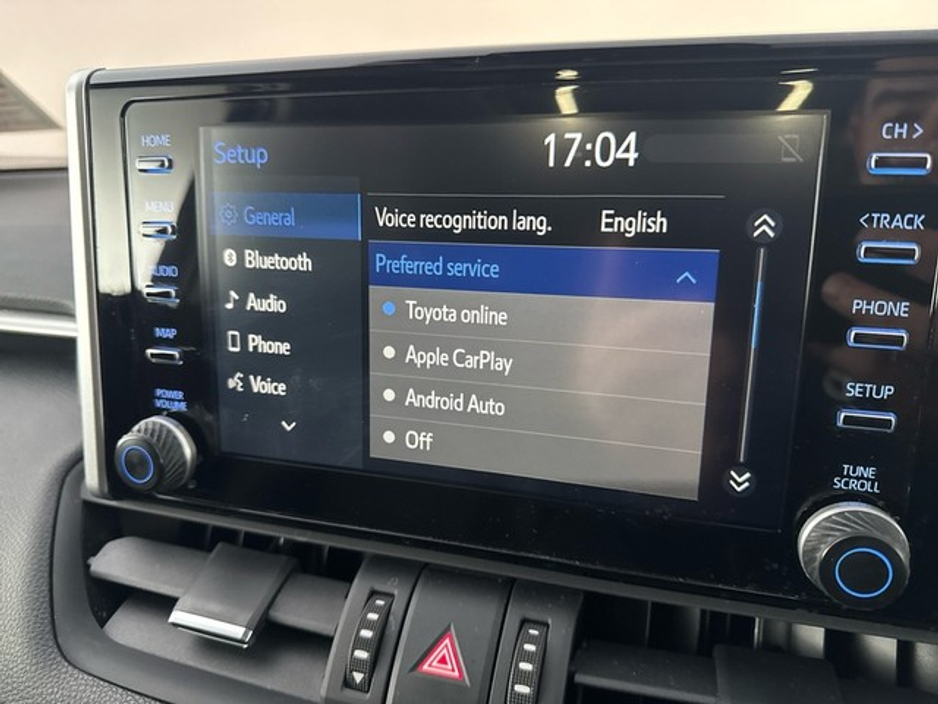 HOME
MENU
AUDIO
MAP
POWER
VOLUME
Setup
17:04
General
Bluetooth
Audio
Phone
Voice
Voice recognition lang. English
Preferred service
Toyota online
Apple CarPlay
Android Auto
Off
CH >
<TRACK
PHONE
SETUP
TUNE
SCROLL